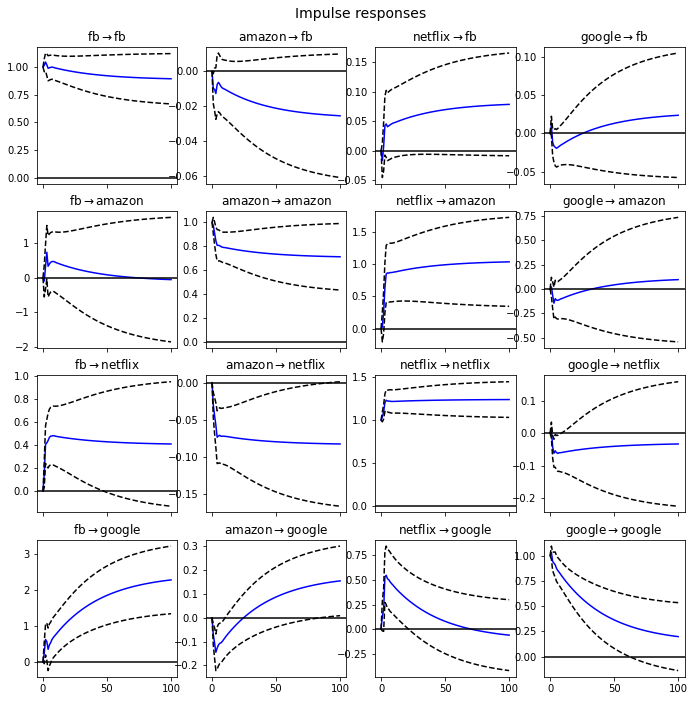 Impulse responses
fb→fb amazon→fb netflix→fb google→fb
1.00 0.75 0.50 0.25 0.00
0.00 −0.02 −0.04 −0.06
0.15 0.10 0.05 0.00 −0.05
0.10 0.05 0.00 −0.05
fb→amazon amazon→amazon netflix→amazon google→amazon
1 0 −1 −2
1.0 0.8 0.6 0.4 0.2 0.0
1.5 1.0 0.5 0.0
0.75 0.50 0.25 0.00 −0.25 −0.50
fb→netflix amazon→netflix netflix→netflix google→netflix
1.0 0.8 0.6 0.4 0.2 0.0
0.00 −0.05 −0.10 −0.15
1.5 1.0 0.5 0.0
0.1 0.0 −0.1 −0.2
fb→google amazon→google netflix→google google→google
3 2 1 0
0.3 0.2 0.1 0.0 −0.1 −0.2
0.75 0.50 0.25 0.00 −0.25
1.00 0.75 0.50 0.25 0.00
0 50 100 0 50 100 0 50 100 0 50 100